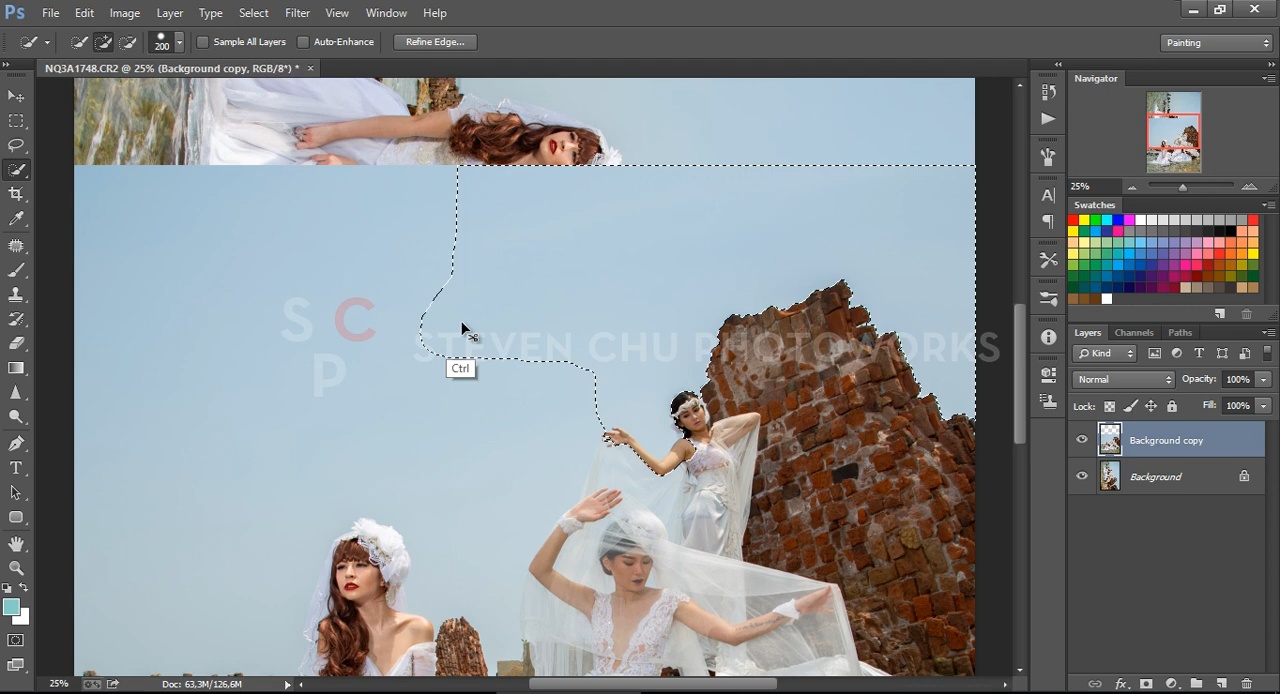 Ps File Edit Image Layer Type Select Filter View Window Help
200 Sample All Layers Auto-Enhance Refine Edge... Painting
NQ3A1748.CR2 @ 25% (Background copy, RGB/8*) * ×
Navigator
25%
Swatches
S C
P
STEVEN CHU PHOTOWORKS
Ctrl
Layers Channels Paths
Kind
Normal Opacity: 100%
Lock: Fill: 100%
Background copy
Background
25% Doc: 63,3M/126,6M